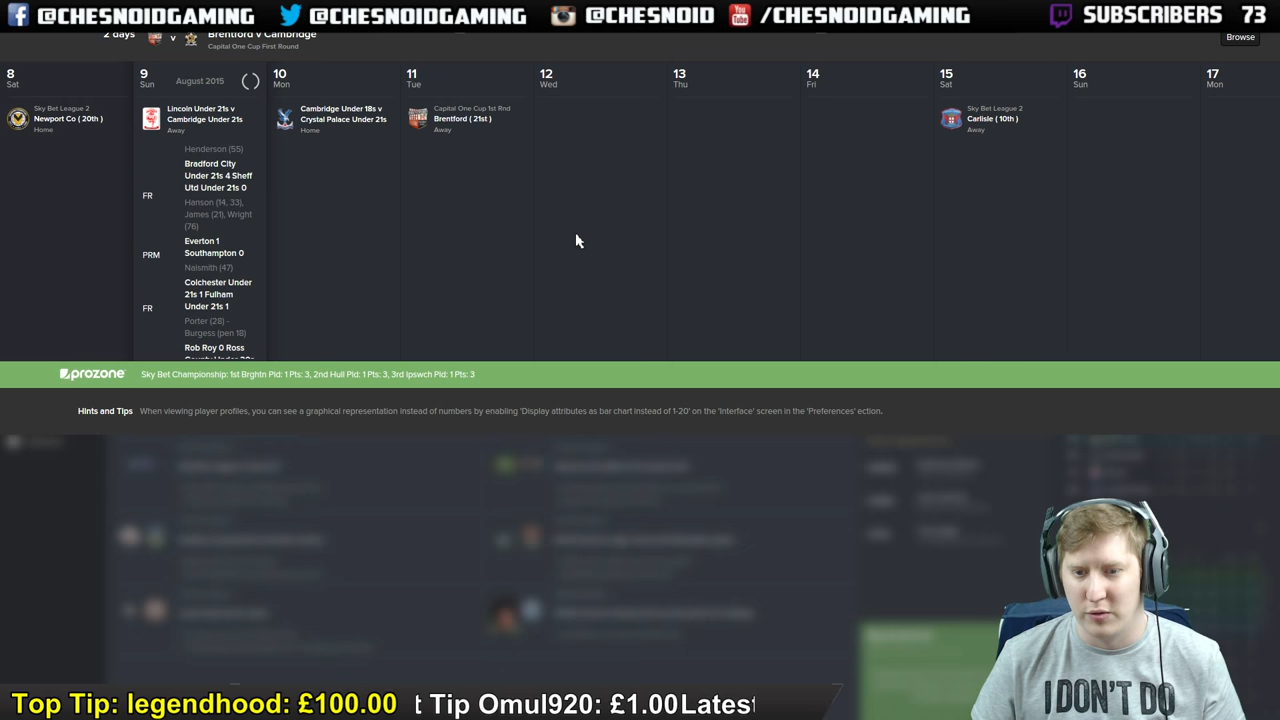 @CHESNOIDGAMING @CHESNOIDGAMING @CHESNOID You Tube /CHESNOIDGAMING SUBSCRIBERS 73
2 days v Brentford v Cambridge
Capital One Cup First Round
Browse
8 Sat
9 Sun August 2015
10 Mon
11 Tue
12 Wed
13 Thu
14 Fri
15 Sat
16 Sun
17 Mon
Sky Bet League 2
Newport Co ( 20th )
Home
Lincoln Under 21s v
Cambridge Under 21s
Away
Cambridge Under 18s v
Crystal Palace Under 21s
Home
Capital One Cup 1st Rnd
Brentford ( 21st )
Away
Sky Bet League 2
Carlisle ( 10th )
Away
Henderson (55)
FR
Bradford City
Under 21s 4 Sheff
Utd Under 21s 0
Hanson (14, 33),
James (21), Wright
(76)
PRM
Everton 1
Southampton 0
Naismith (47)
FR
Colchester Under
21s 1 Fulham
Under 21s 1
Porter (28) -
Burgess (pen 18)
Rob Roy 0 Ross
County Under 20s
prozone Sky Bet Championship: 1st Brghtn Pld: 1 Pts: 3, 2nd Hull Pld: 1 Pts: 3, 3rd Ipswch Pld: 1 Pts: 3
Hints and Tips When viewing player profiles, you can see a graphical representation instead of numbers by enabling 'Display attributes as bar chart instead of 1-20' on the 'Interface' screen in the 'Preferences' ection.
I DON'T DO
Top Tip: legendhood: £100.00 t Tip Omul920: £1.00Latest